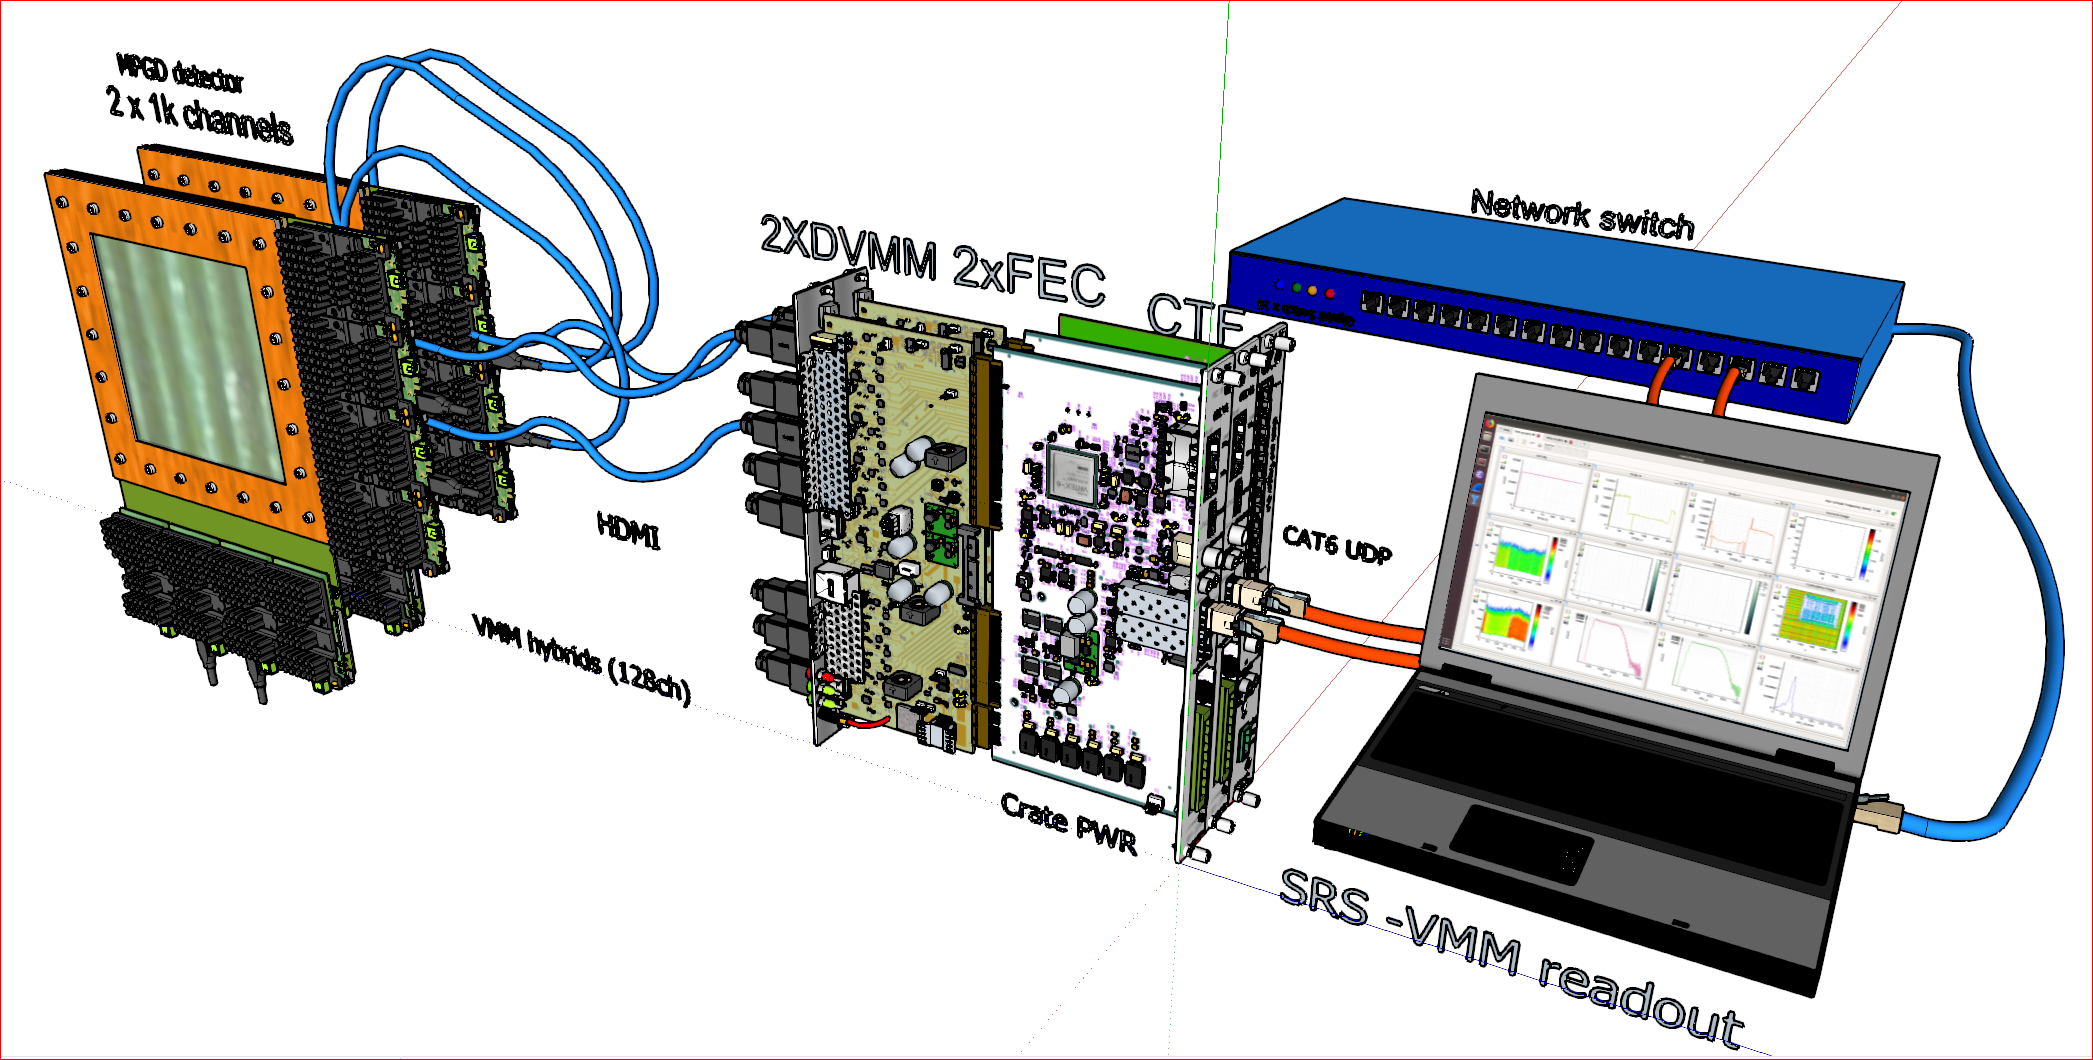 MPGD detector
2 x 1k channels
2XDVMM 2xFEC
CTF
Network switch
HDMI
CAT6 UDP
VMM hybrids (128ch)
Crate PWR
SRS -VMM readout